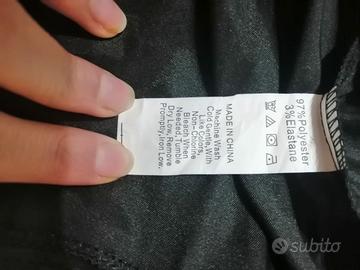 97%Polyester
3%Elastane
MADE IN CHINA
Machine Wash
Cold Gentle, With
Like Colors,
Non-Chlorine
Bleach When
Needed Tumble
Dry Low, Remove
Promptly, Iron Low.
subito